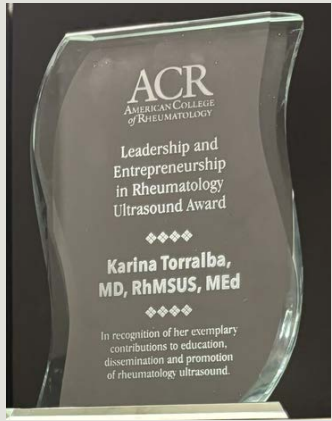 ACR
AMERICAN COLLEGE
of RHEUMATOLOGY
Leadership and
Entrepreneurship
in Rheumatology
Ultrasound Award
Karina Torralba,
MD, RhMSUS, MEd
In recognition of her exemplary
contributions to education,
dissemination and promotion
of rheumatology ultrasound.